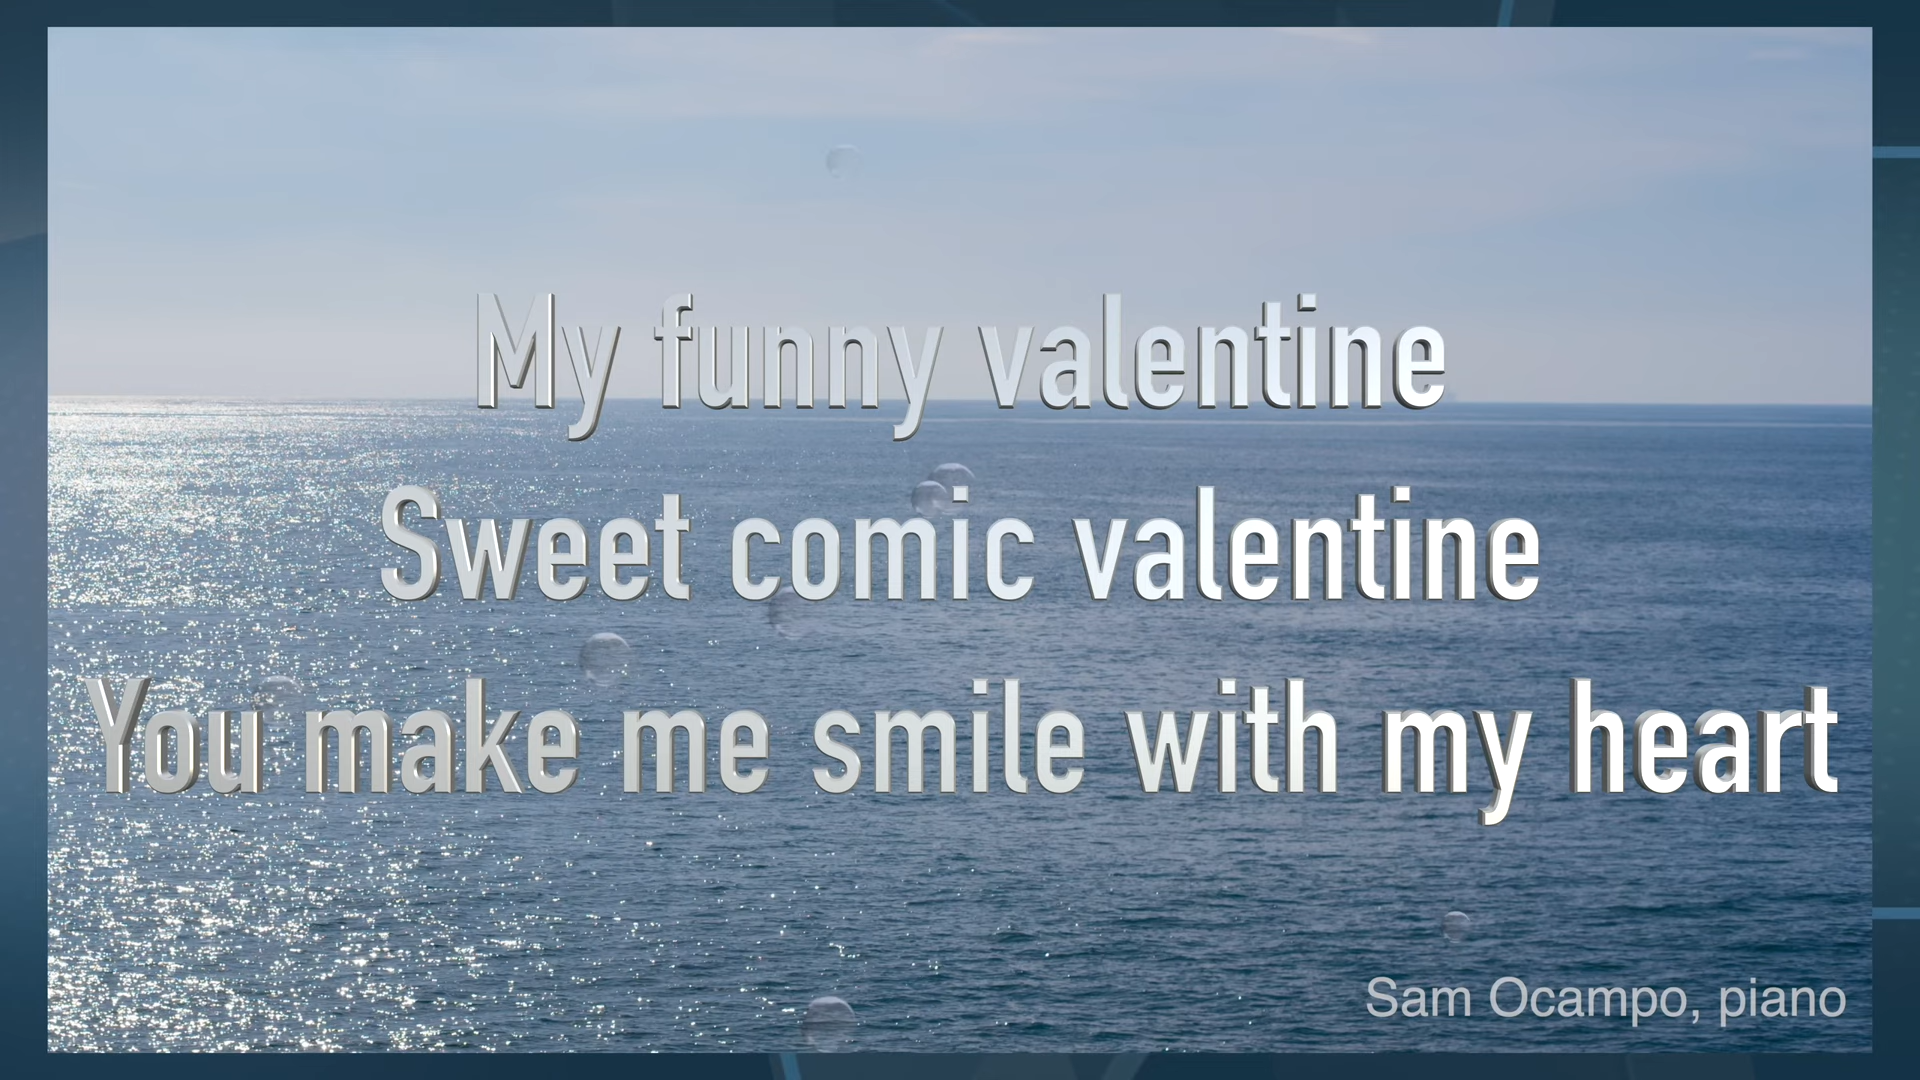 My funny valentine
Sweet comic valentine
You make me smile with my heart
Sam Ocampo, piano